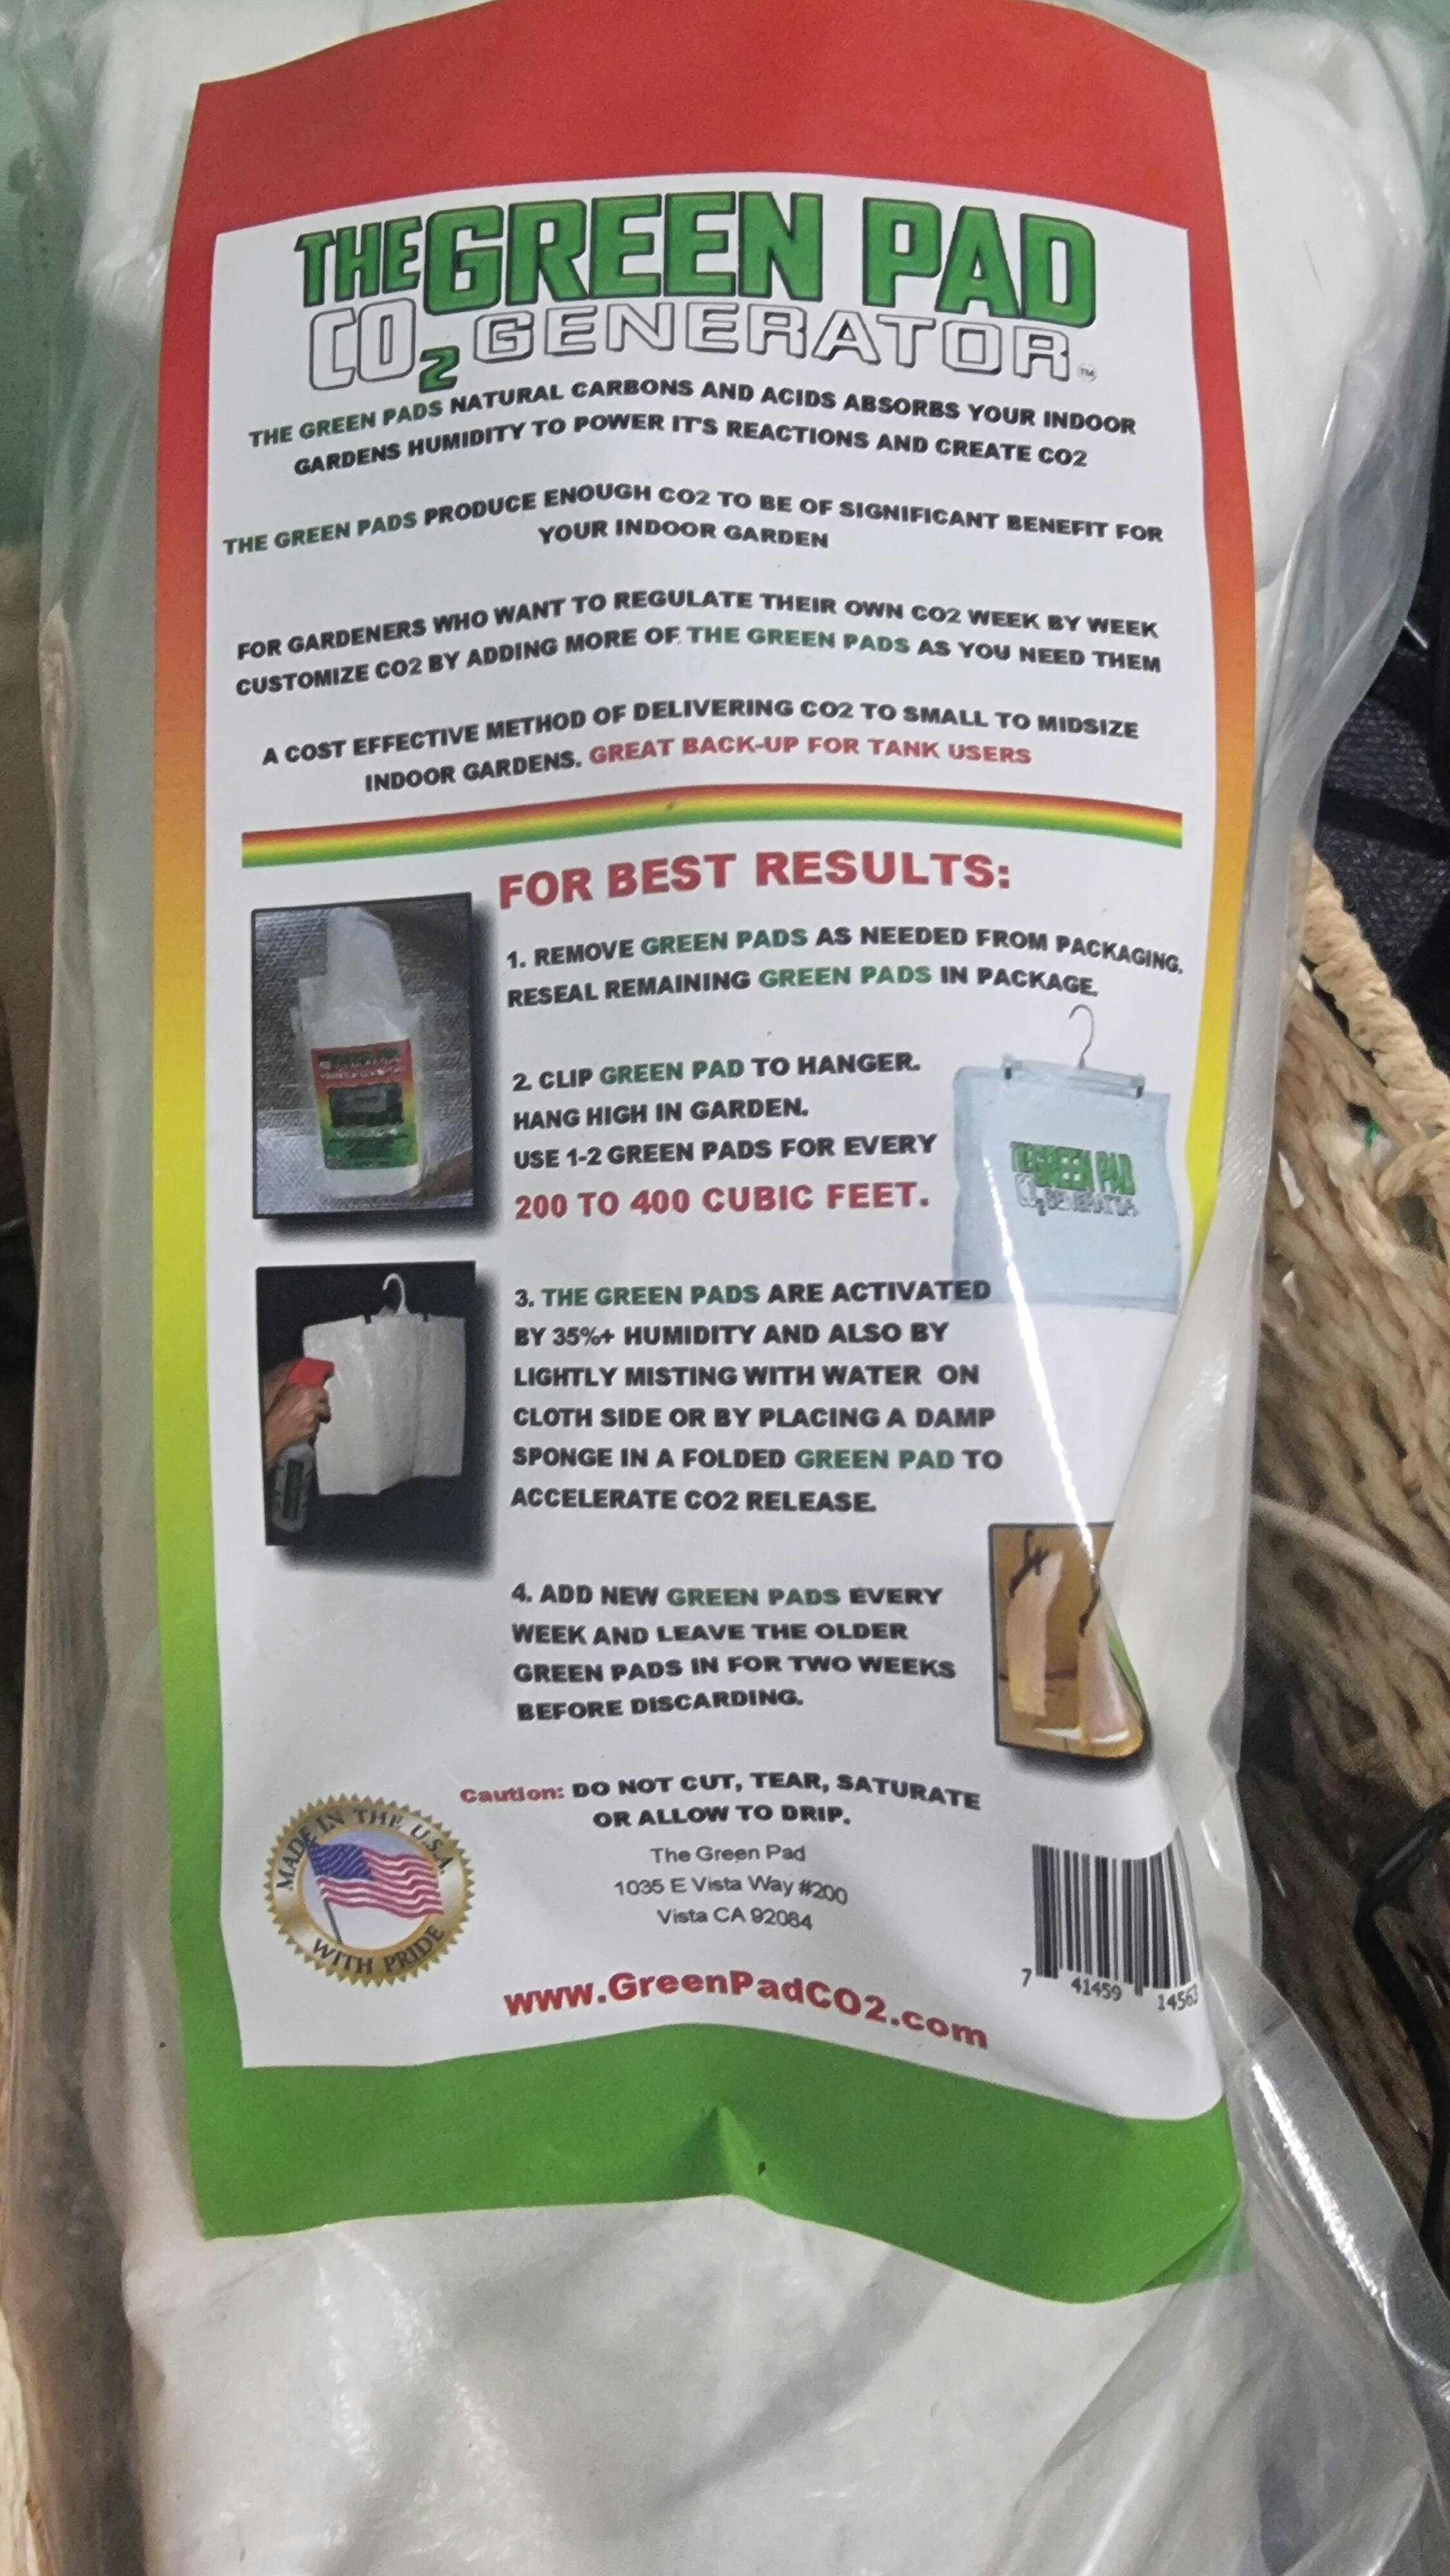 THE GREEN PAD
CO2 GENERATOR™
THE GREEN PADS NATURAL CARBONS AND ACIDS ABSORBS YOUR INDOOR
GARDENS HUMIDITY TO POWER IT'S REACTIONS AND CREATE CO2
THE GREEN PADS PRODUCE ENOUGH CO2 TO BE OF SIGNIFICANT BENEFIT FOR
YOUR INDOOR GARDEN
FOR GARDENERS WHO WANT TO REGULATE THEIR OWN CO2 WEEK BY WEEK
CUSTOMIZE CO2 BY ADDING MORE OF THE GREEN PADS AS YOU NEED THEM
A COST EFFECTIVE METHOD OF DELIVERING CO2 TO SMALL TO MIDSIZE
INDOOR GARDENS. GREAT BACK-UP FOR TANK USERS
FOR BEST RESULTS:
1. REMOVE GREEN PADS AS NEEDED FROM PACKAGING.
RESEAL REMAINING GREEN PADS IN PACKAGE.
2. CLIP GREEN PAD TO HANGER.
HANG HIGH IN GARDEN.
USE 1-2 GREEN PADS FOR EVERY
200 TO 400 CUBIC FEET.
THE GREEN PAD
CO2 GENERATOR
3. THE GREEN PADS ARE ACTIVATED
BY 35%+ HUMIDITY AND ALSO BY
LIGHTLY MISTING WITH WATER ON
CLOTH SIDE OR BY PLACING A DAMP
SPONGE IN A FOLDED GREEN PAD TO
ACCELERATE CO2 RELEASE.
4. ADD NEW GREEN PADS EVERY
WEEK AND LEAVE THE OLDER
GREEN PADS IN FOR TWO WEEKS
BEFORE DISCARDING.
Caution: DO NOT CUT, TEAR, SATURATE
OR ALLOW TO DRIP.
The Green Pad
1035 E Vista Way #200
Vista CA 92084
MADE IN THE U.S.A.
WITH PRIDE
www.GreenPadCO2.com
7 41459 14563